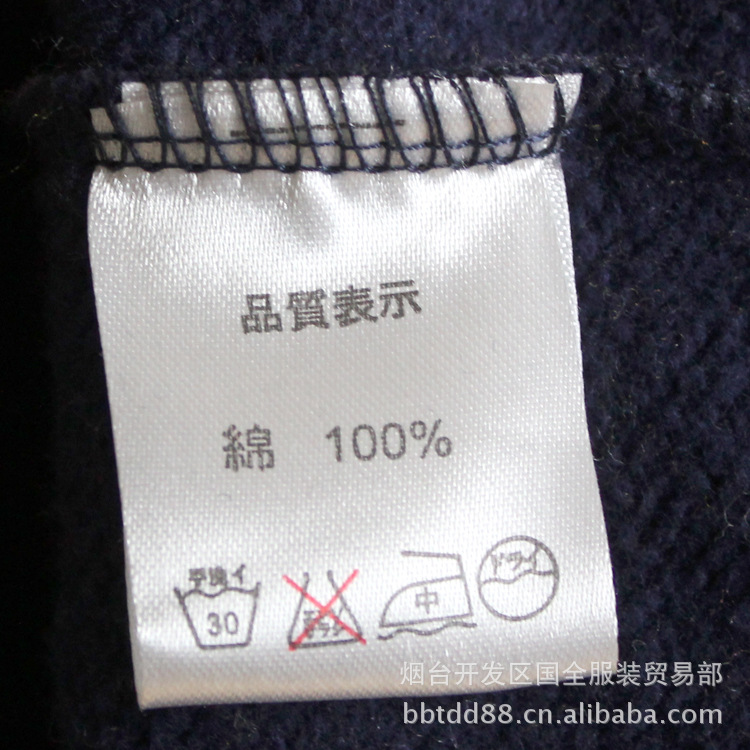 品質表示
綿 100%
手洗イ
30
中
ドライ
烟台开发区国全服装贸易部
bbtdd88.cn.alibaba.com